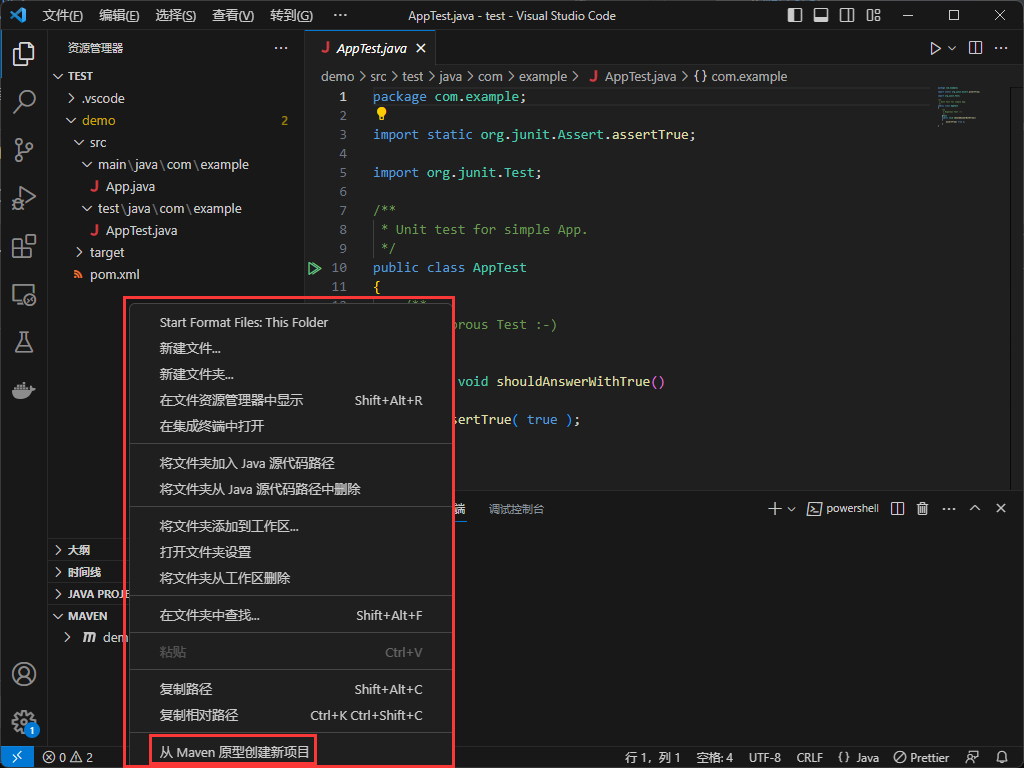 文件(F) 编辑(E) 选择(S) 查看(V) 转到(G) ··· AppTest.java - test - Visual Studio Code
资源管理器 ···
TEST
.vscode
demo 2
src
main\java\com\example
App.java
test\java\com\example
AppTest.java
target
pom.xml
大纲
时间线
JAVA PROJE
MAVEN
m dem
1
J AppTest.java
demo > src > test > java > com > example > J AppTest.java > {} com.example
1 package com.example;
2
3 import static org.junit.Assert.assertTrue;
4
5 import org.junit.Test;
6
7 /**
8 * Unit test for simple App.
9 */
10 public class AppTest
11 {
/**
orous Test :-)
void shouldAnswerWithTrue()
sertTrue( true );
端 调试控制台 powershell ···
Start Format Files: This Folder
新建文件...
新建文件夹...
在文件资源管理器中显示 Shift+Alt+R
在集成终端中打开
将文件夹加入 Java 源代码路径
将文件夹从 Java 源代码路径中删除
将文件夹添加到工作区...
打开文件夹设置
将文件夹从工作区删除
在文件夹中查找... Shift+Alt+F
粘贴 Ctrl+V
复制路径 Shift+Alt+C
复制相对路径 Ctrl+K Ctrl+Shift+C
从 Maven 原型创建新项目
0 2 行 1，列 1 空格: 4 UTF-8 CRLF {} Java Prettier